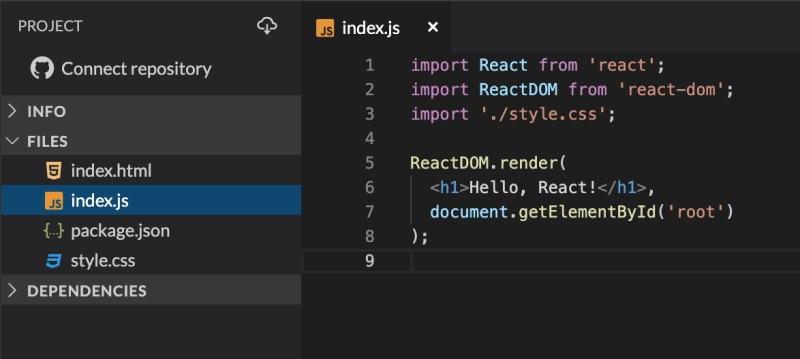 PROJECT
Connect repository
INFO
FILES
index.html
JS index.js
{..} package.json
style.css
DEPENDENCIES
JS index.js ×
1 import React from 'react';
2 import ReactDOM from 'react-dom';
3 import './style.css';
4
5 ReactDOM.render(
6 <h1>Hello, React!</h1>,
7 document.getElementById('root')
8 );
9